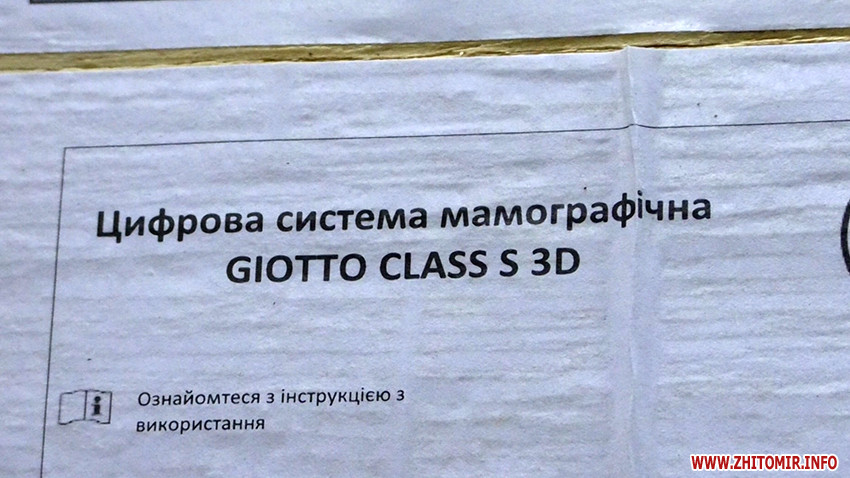 Цифрова система мамографічна
GIOTTO CLASS S 3D
Ознайомтеся з інструкцією з
використання
WWW.ZHITOMIR.INFO